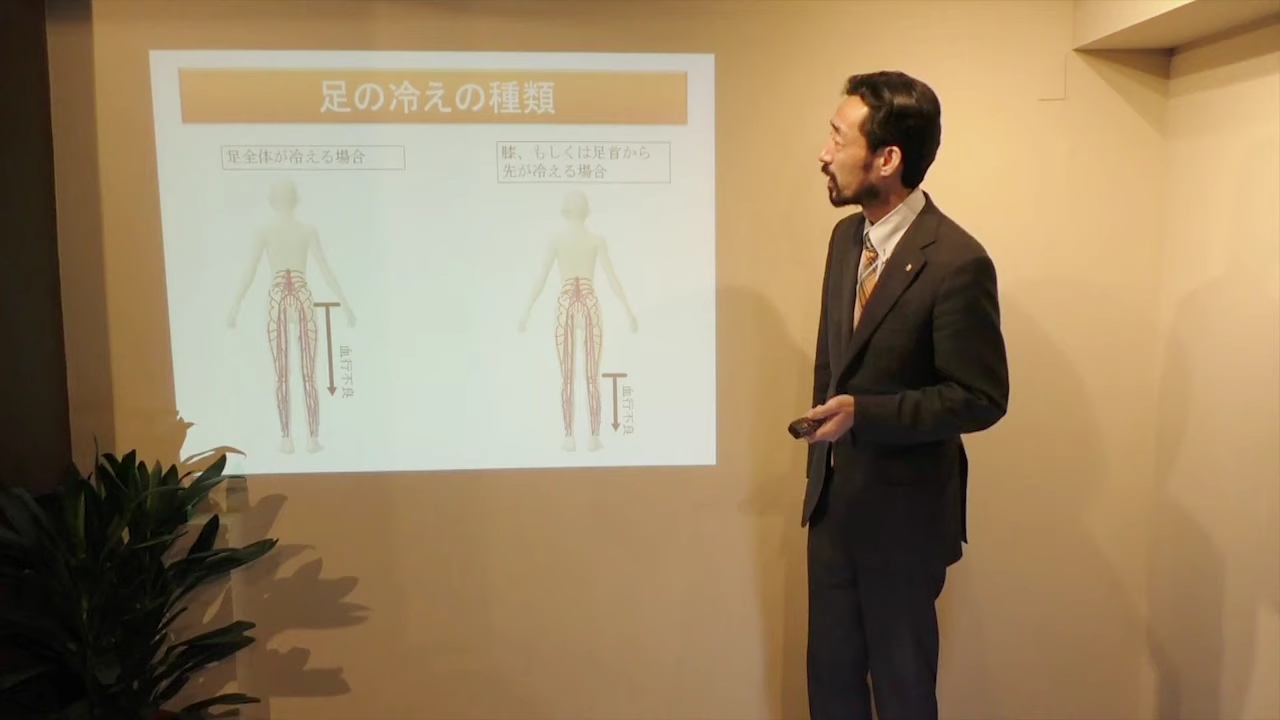 足の冷えの種類
足全体が冷える場合
膝、もしくは足首から
先が冷える場合
血行不良
血行不良